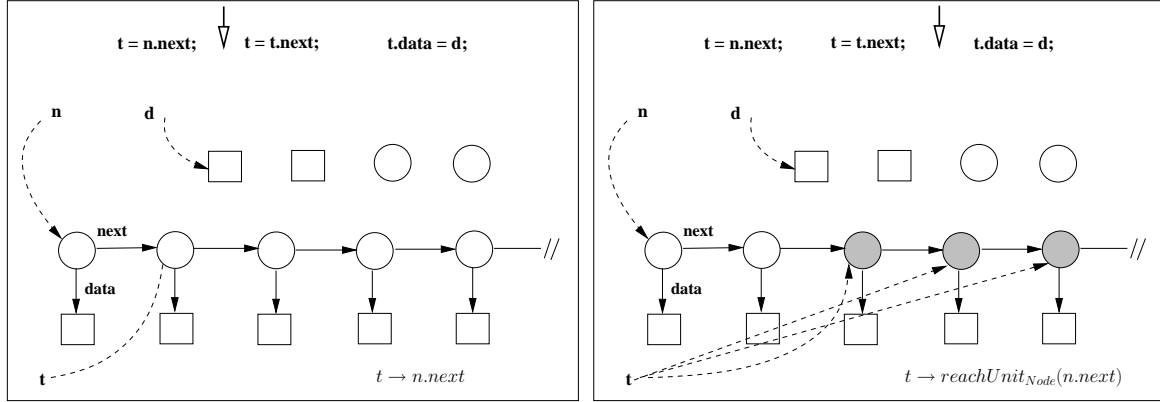 t = n.next; t = t.next; t.data = d;
n
d
next
data
t
t → n.next
t = n.next; t = t.next; t.data = d;
n
d
next
data
t
t → reachUnit_Node(n.next)